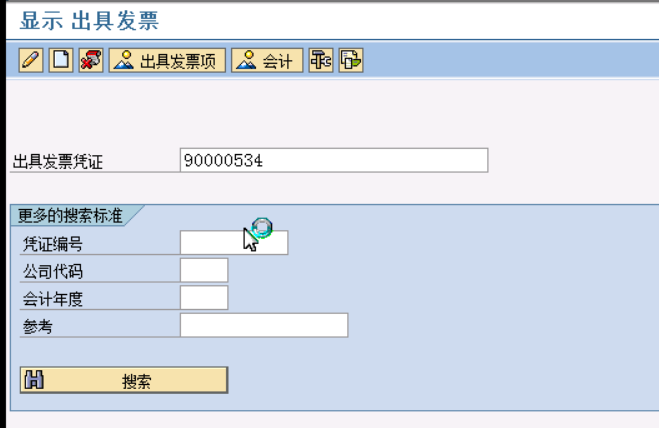 显示 出具发票
出具发票项 会计
出具发票凭证 90000534
更多的搜索标准
凭证编号
公司代码
会计年度
参考
搜索